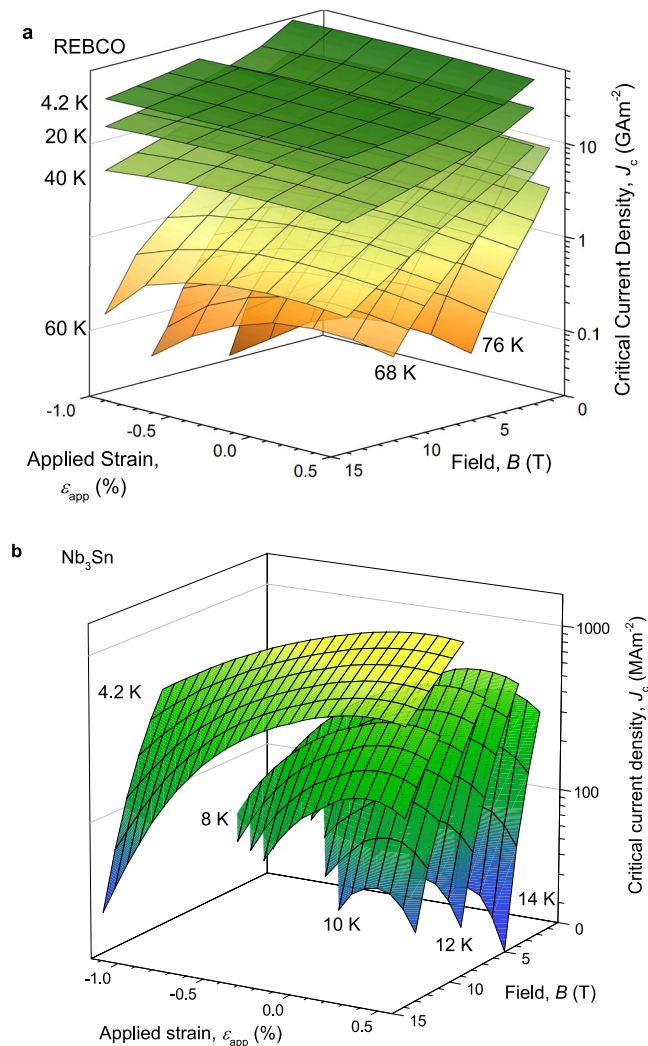 a
REBCO
4.2 K
20 K
40 K
60 K
68 K
76 K
10
1
0.1
0
Critical Current Density, J_c (GAm⁻²)
-1.0
-0.5
0.0
0.5
Applied Strain,
ε_app (%)
15
10
5
Field, B (T)
b
Nb₃Sn
4.2 K
8 K
10 K
12 K
14 K
1000
100
0
Critical current density, J_c (MAm⁻²)
-1.0
-0.5
0.0
0.5
Applied strain, ε_app (%)
15
10
5
Field, B (T)